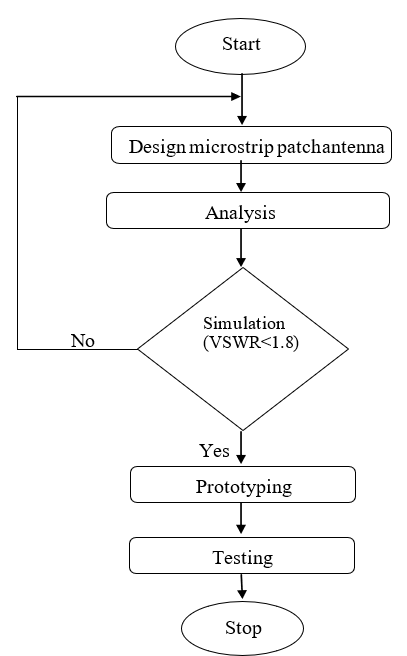 Start
Design microstrip patchantenna
Analysis
Simulation
(VSWR<1.8)
No
Yes
Prototyping
Testing
Stop